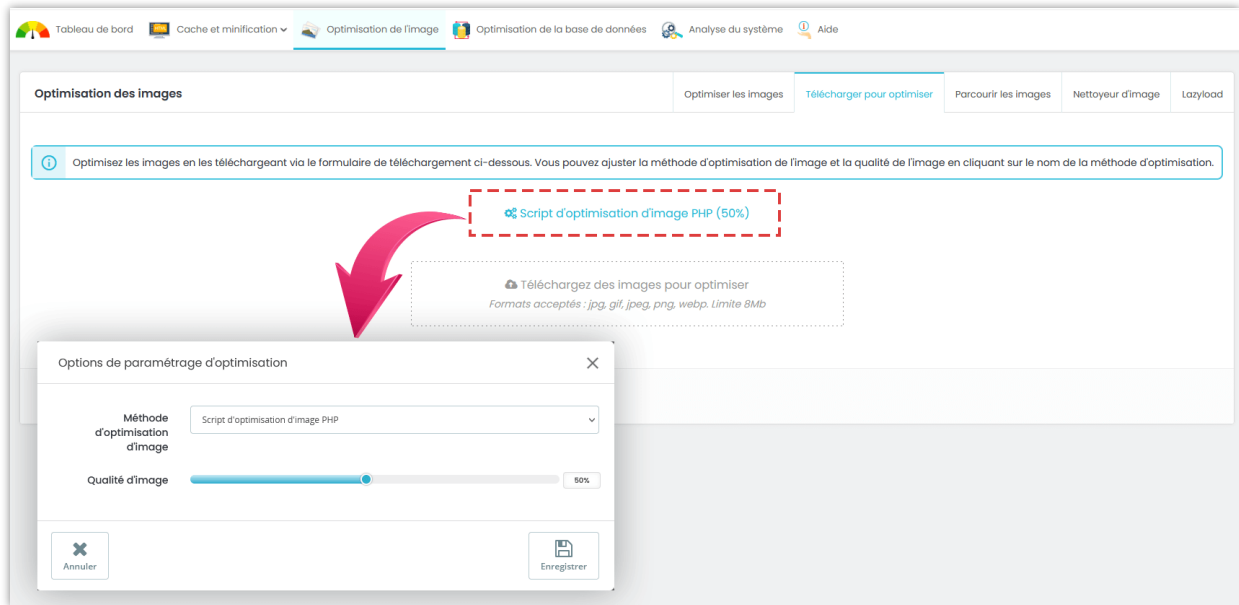 Tableau de bord
Cache et minification
Optimisation de l'image
Optimisation de la base de données
Analyse du système
Aide
Optimisation des images
Optimiser les images
Télécharger pour optimiser
Parcourir les images
Nettoyeur d'image
Lazyload
Optimisez les images en les téléchargeant via le formulaire de téléchargement ci-dessous. Vous pouvez ajuster la méthode d'optimisation de l'image et la qualité de l'image en cliquant sur le nom de la méthode d'optimisation.
Script d'optimisation d'image PHP (50%)
Téléchargez des images pour optimiser
Formats acceptés : jpg, gif, jpeg, png, webp. Limite 8Mb
Options de paramétrage d'optimisation
Méthode
d'optimisation
d'image
Script d'optimisation d'image PHP
Qualité d'image
50%
Annuler
Enregistrer